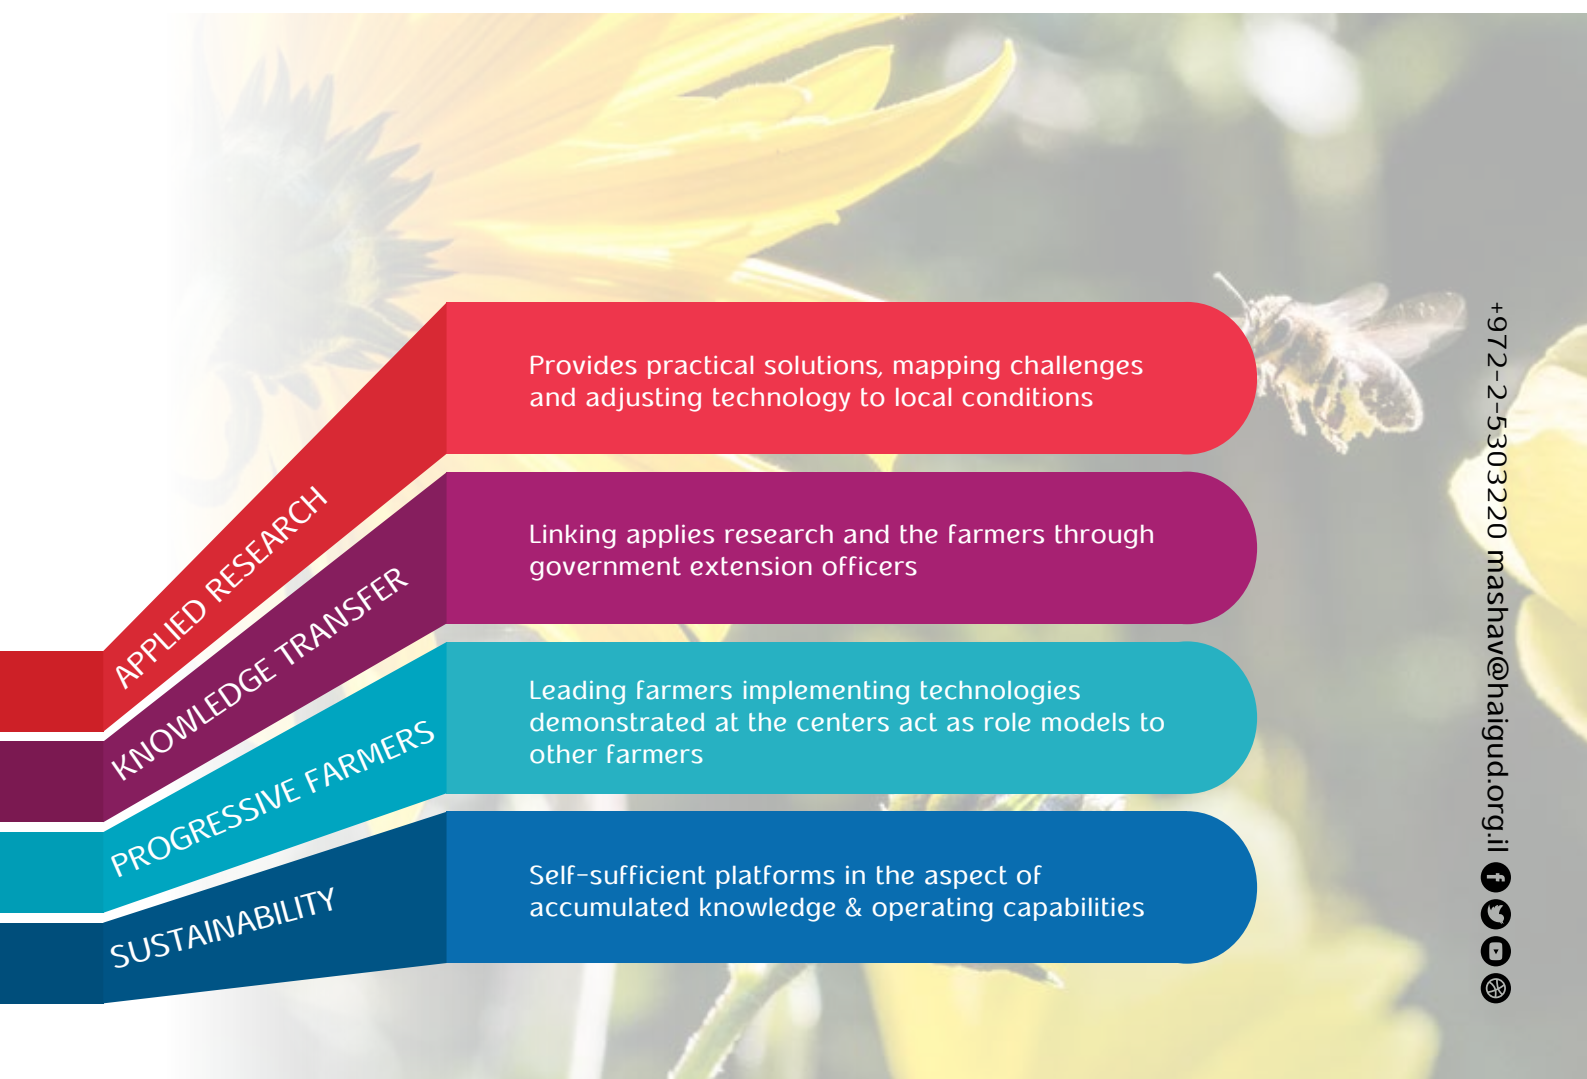 APPLIED RESEARCH
Provides practical solutions, mapping challenges
and adjusting technology to local conditions
KNOWLEDGE TRANSFER
Linking applies research and the farmers through
government extension officers
PROGRESSIVE FARMERS
Leading farmers implementing technologies
demonstrated at the centers act as role models to
other farmers
SUSTAINABILITY
Self-sufficient platforms in the aspect of
accumulated knowledge & operating capabilities
+972-2-5303220 mashav@haigud.org.il